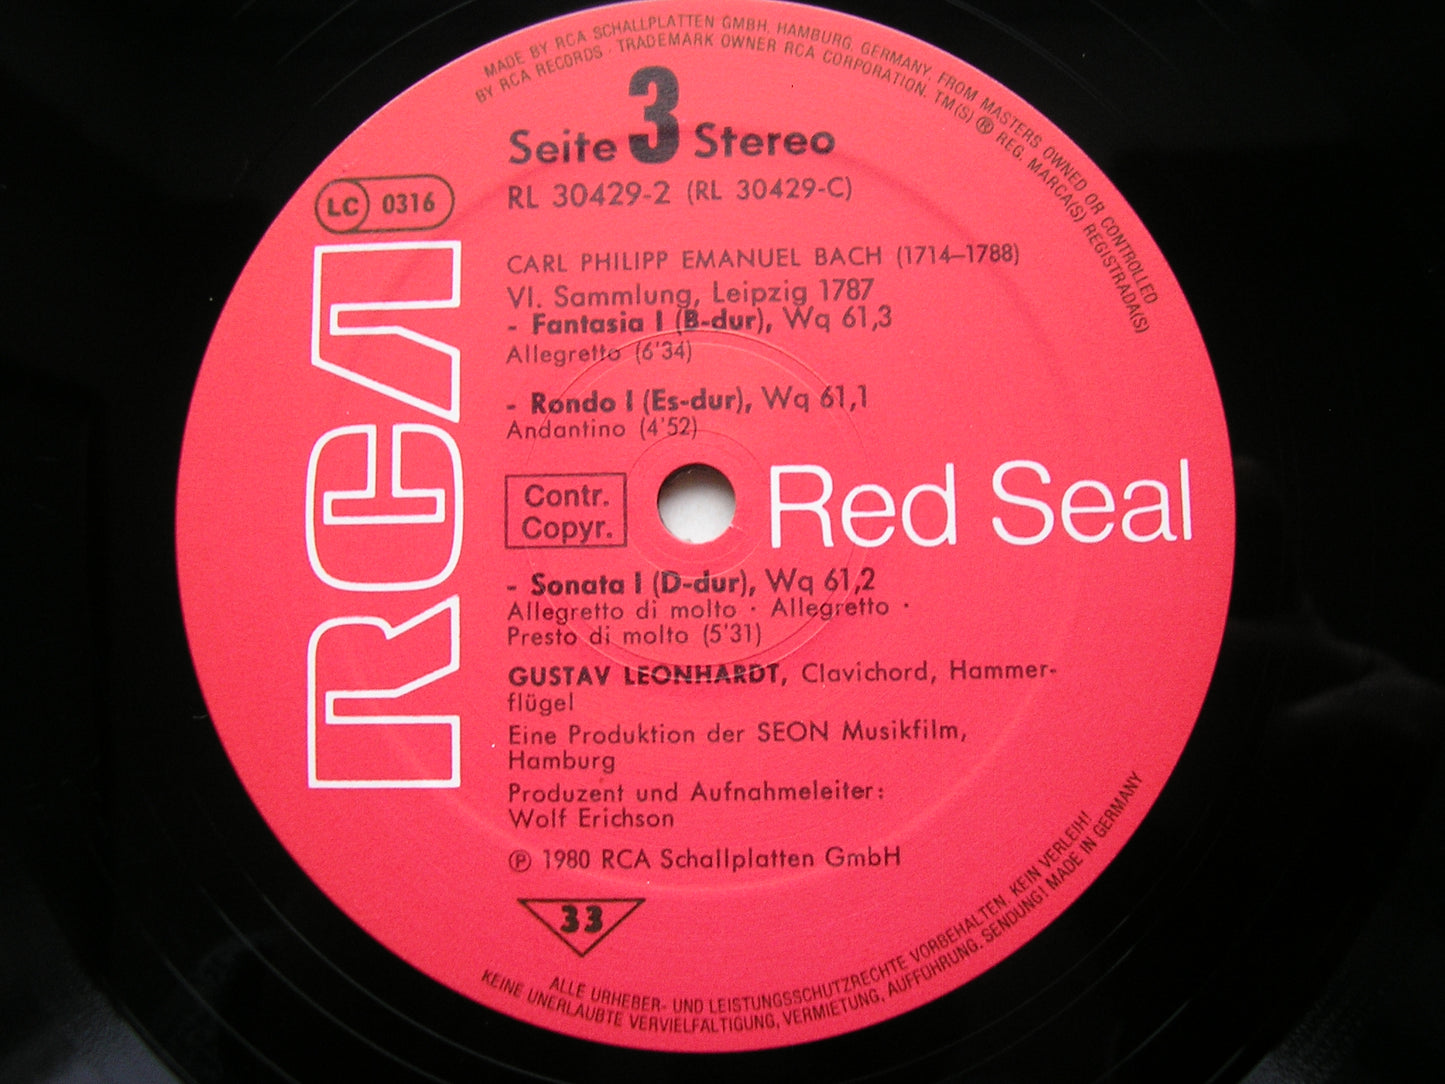 MADE BY RCA SCHALLPLATTEN GMBH, HAMBURG, GERMANY, FROM MASTERS OWNED OR CONTROLLED
BY RCA RECORDS · TRADEMARK OWNER RCA CORPORATION. TM(S) ® REG. MARCA(S) REGISTRADA(S)
Seite 3 Stereo
RL 30429-2 (RL 30429-C)
LC 0316
RCA
CARL PHILIPP EMANUEL BACH (1714–1788)
VI. Sammlung, Leipzig 1787
- Fantasia I (B-dur), Wq 61,3
Allegretto (6'34)
- Rondo I (Es-dur), Wq 61,1
Andantino (4'52)
Contr.
Copyr.
Red Seal
- Sonata I (D-dur), Wq 61,2
Allegretto di molto · Allegretto ·
Presto di molto (5'31)
GUSTAV LEONHARDT, Clavichord, Hammer-
flügel
Eine Produktion der SEON Musikfilm,
Hamburg
Produzent und Aufnahmeleiter:
Wolf Erichson
℗ 1980 RCA Schallplatten GmbH
33
ALLE URHEBER- UND LEISTUNGSSCHUTZRECHTE VORBEHALTEN. KEIN VERLEIH!
KEINE UNERLAUBTE VERVIELFÄLTIGUNG, VERMIETUNG, AUFFÜHRUNG, SENDUNG! MADE IN GERMANY